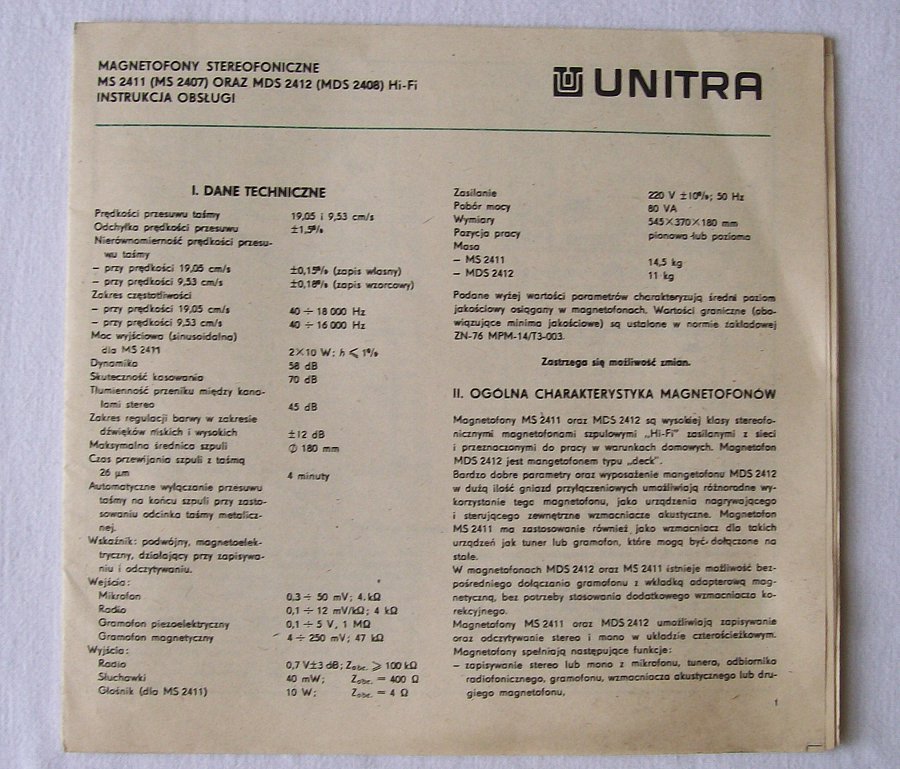 MAGNETOFONY STEREOFONICZNE
MS 2411 (MS 2407) ORAZ MDS 2412 (MDS 2408) Hi-Fi
INSTRUKCJA OBSŁUGI
UNITRA
I. DANE TECHNICZNE
Prędkości przesuwu taśmy 19,05 i 9,53 cm/s
Odchyłka prędkości przesuwu ±1,5%
Nierównomierność prędkości przesu-
wu taśmy
– przy prędkości 19,05 cm/s ±0,15% (zapis własny)
– przy prędkości 9,53 cm/s ±0,18% (zapis wzorcowy)
Zakres częstotliwości
– przy prędkości 19,05 cm/s 40 ÷ 18 000 Hz
– przy prędkości 9,53 cm/s 40 ÷ 16 000 Hz
Moc wyjściowa (sinusoidalna)
dla MS 2411 2×10 W; h ⩽ 1%
Dynamika 58 dB
Skuteczność kasowania 70 dB
Tłumienność przeniku między kana-
łami stereo 45 dB
Zakres regulacji barwy w zakresie
dźwięków niskich i wysokich ±12 dB
Maksymalna średnica szpuli ∅ 180 mm
Czas przewijania szpuli z taśmą
26 μm 4 minuty
Automatyczne wyłączanie przesuwu
taśmy na końcu szpuli przy zasto-
sowaniu odcinka taśmy metalicz-
nej.
Wskaźnik: podwójny, magnetoelek-
tryczny, działający przy zapisywa-
niu i odczytywaniu.
Wejścia:
Mikrofon 0,3 ÷ 50 mV; 4 kΩ
Radio 0,1 ÷ 12 mV/kΩ; 4 kΩ
Gramofon piezoelektryczny 0,1 ÷ 5 V, 1 MΩ
Gramofon magnetyczny 4 ÷ 250 mV; 47 kΩ
Wyjścia:
Radio 0,7 V±3 dB; Zobc. ⩾ 100 kΩ
Słuchawki 40 mW; Zobc. = 400 Ω
Głośnik (dla MS 2411) 10 W; Zobc. = 4 Ω
Zasilanie 220 V ±10%; 50 Hz
Pobór mocy 80 VA
Wymiary 545×370×180 mm
Pozycja pracy pionowa lub pozioma
Masa
– MS 2411 14,5 kg
– MDS 2412 11 kg
Podane wyżej wartości parametrów charakteryzują średni poziom
jakościowy osiągany w magnetofonach. Wartości graniczne (obo-
wiązujące minima jakościowe) są ustalone w normie zakładowej
ZN-76 MPM-14/T3-003.
Zastrzega się możliwość zmian.
II. OGÓLNA CHARAKTERYSTYKA MAGNETOFONÓW
Magnetofony MS 2411 oraz MDS 2412 są wysokiej klasy stereofo-
nicznymi magnetofonami szpulowymi „Hi-Fi” zasilanymi z sieci
i przeznaczonymi do pracy w warunkach domowych. Magnetofon
MDS 2412 jest mangetofonem typu „deck”.
Bardzo dobre parametry oraz wyposażenie mangetofonu MDS 2412
w dużą ilość gniazd przyłączeniowych umożliwiają różnorodne wy-
korzystanie tego magnetofonu, jako urządzenia nagrywającego
i sterującego zewnętrzne wzmacniacze akustyczne. Magnetofon
MS 2411 ma zastosowanie również jako wzmacniacz dla takich
urządzeń jak tuner lub gramofon, które mogą być dołączone na
stałe.
W magnetofonach MDS 2412 oraz MS 2411 istnieje możliwość bez-
pośredniego dołączania gramofonu z wkładką adapterową mag-
netyczną, bez potrzeby stosowania dodatkowego wzmacniacza ko-
rekcyjnego.
Magnetofony MS 2411 oraz MDS 2412 umożliwiają zapisywanie
oraz odczytywanie stereo i mono w układzie czterościeżkowym.
Magnetofony spełniają następujące funkcje:
– zapisywanie stereo lub mono z mikrofonu, tunera, odbiornika
radiofonicznego, gramofonu, wzmacniacza akustycznego lub dru-
giego magnetofonu,
1